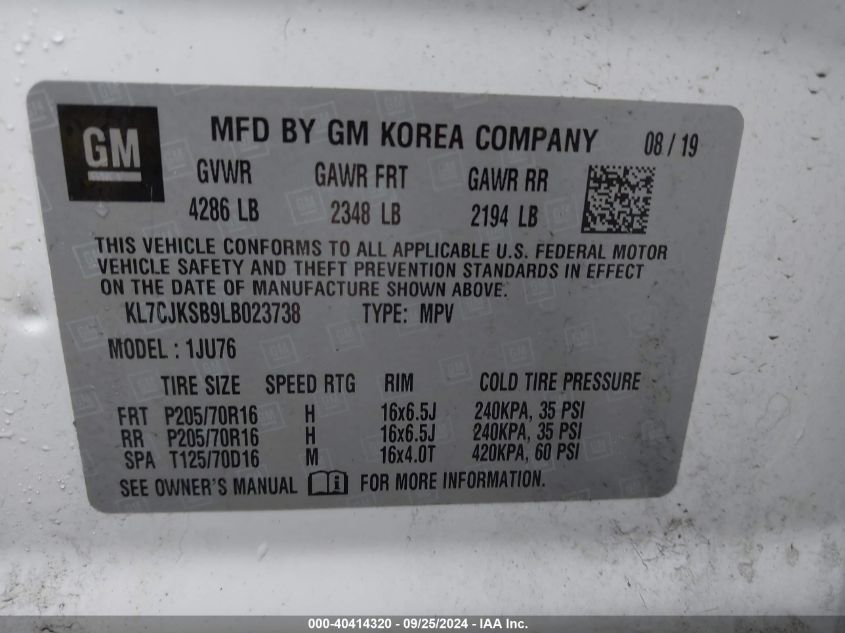 GM
MFD BY GM KOREA COMPANY 08 / 19
GVWR GAWR FRT GAWR RR
4286 LB 2348 LB 2194 LB
THIS VEHICLE CONFORMS TO ALL APPLICABLE U.S. FEDERAL MOTOR
VEHICLE SAFETY AND THEFT PREVENTION STANDARDS IN EFFECT
ON THE DATE OF MANUFACTURE SHOWN ABOVE.
KL7CJKSB9LB023738 TYPE: MPV
MODEL : 1JU76
TIRE SIZE SPEED RTG RIM COLD TIRE PRESSURE
FRT P205/70R16 H 16x6.5J 240KPA, 35 PSI
RR P205/70R16 H 16x6.5J 240KPA, 35 PSI
SPA T125/70D16 M 16x4.0T 420KPA, 60 PSI
SEE OWNER'S MANUAL i FOR MORE INFORMATION.
000-40414320 - 09/25/2024 - IAA Inc.